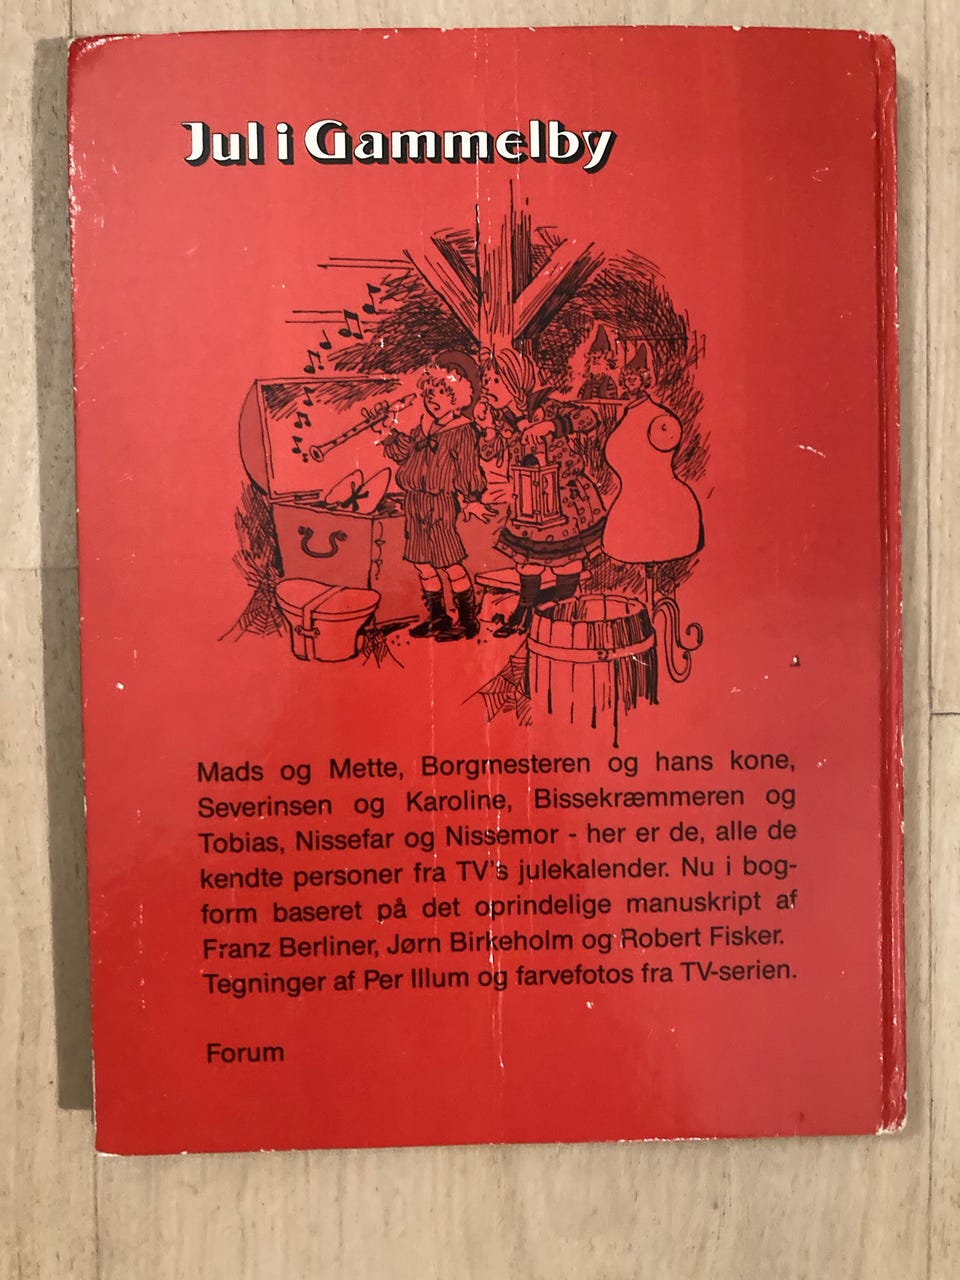 Jul i Gammelby
Mads og Mette, Borgmesteren og hans kone,
Severinsen og Karoline, Bissekræmmeren og
Tobias, Nissefar og Nissemor - her er de, alle de
kendte personer fra TV's julekalender. Nu i bog-
form baseret på det oprindelige manuskript af
Franz Berliner, Jørn Birkeholm og Robert Fisker.
Tegninger af Per Illum og farvefotos fra TV-serien.
Forum